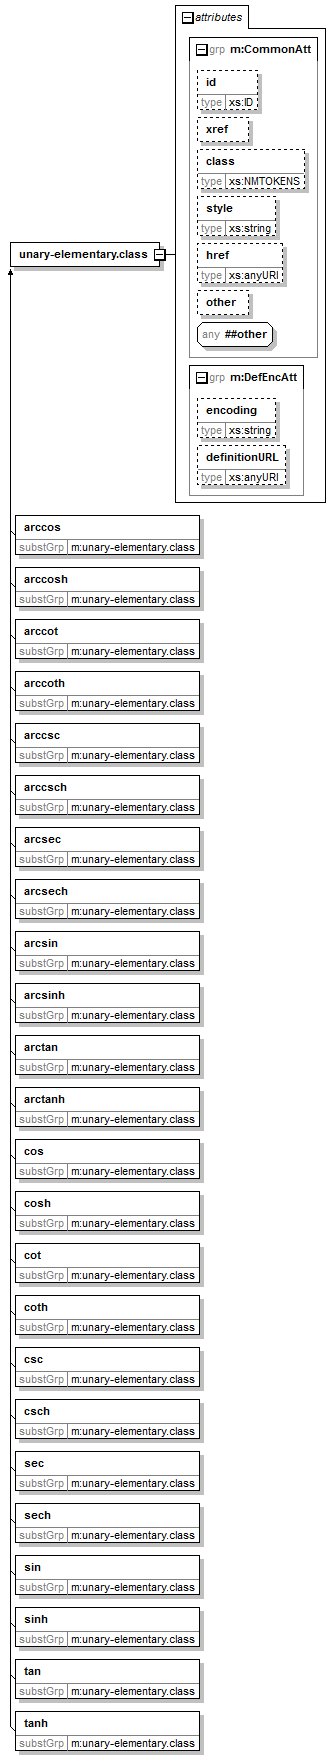 attributes
grp m:CommonAtt
id
type xs:ID
xref
class
type xs:NMTOKENS
style
type xs:string
unary-elementary.class
href
type xs:anyURI
other
any ##other
grp m:DefEncAtt
encoding
type xs:string
definitionURL
type xs:anyURI
arccos
substGrp m:unary-elementary.class
arccosh
substGrp m:unary-elementary.class
arccot
substGrp m:unary-elementary.class
arccoth
substGrp m:unary-elementary.class
arccsc
substGrp m:unary-elementary.class
arccsch
substGrp m:unary-elementary.class
arcsec
substGrp m:unary-elementary.class
arcsech
substGrp m:unary-elementary.class
arcsin
substGrp m:unary-elementary.class
arcsinh
substGrp m:unary-elementary.class
arctan
substGrp m:unary-elementary.class
arctanh
substGrp m:unary-elementary.class
cos
substGrp m:unary-elementary.class
cosh
substGrp m:unary-elementary.class
cot
substGrp m:unary-elementary.class
coth
substGrp m:unary-elementary.class
csc
substGrp m:unary-elementary.class
csch
substGrp m:unary-elementary.class
sec
substGrp m:unary-elementary.class
sech
substGrp m:unary-elementary.class
sin
substGrp m:unary-elementary.class
sinh
substGrp m:unary-elementary.class
tan
substGrp m:unary-elementary.class
tanh
substGrp m:unary-elementary.class